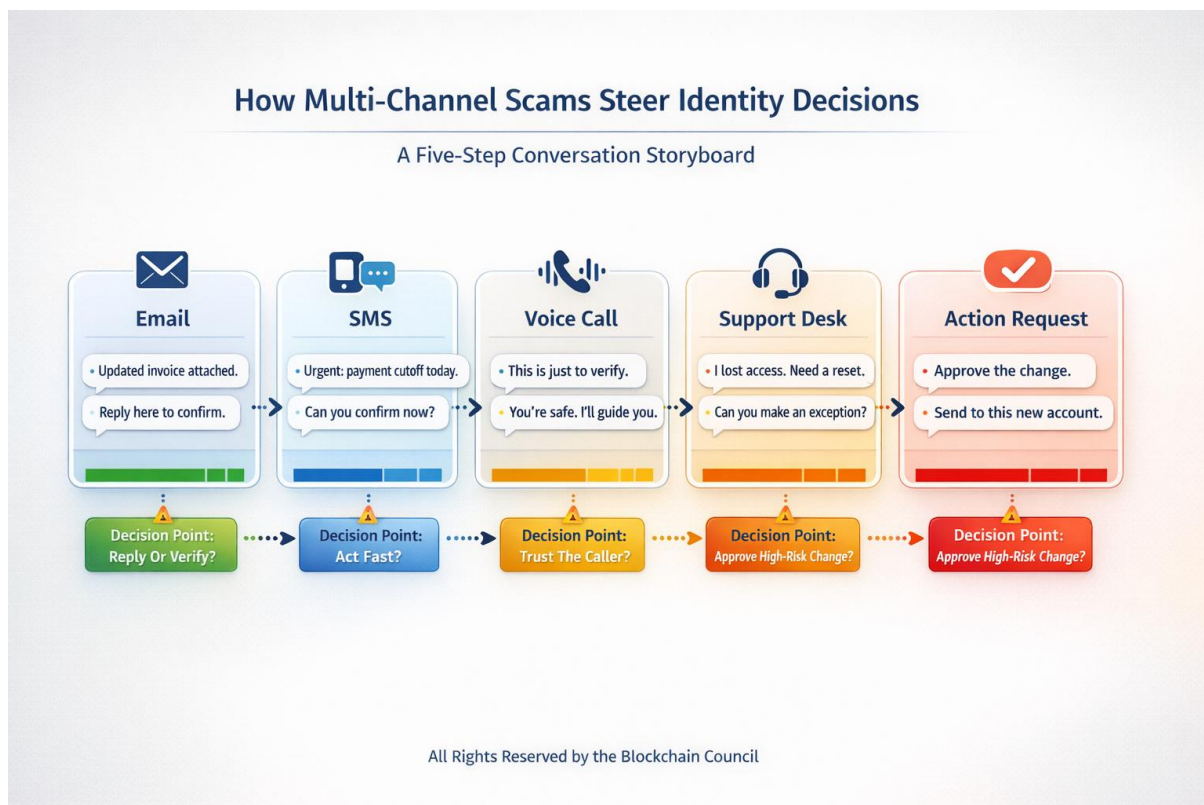 How Multi-Channel Scams Steer Identity Decisions
A Five-Step Conversation Storyboard
Email
• Updated invoice attached.
• Reply here to confirm.
SMS
• Urgent: payment cutoff today.
• Can you confirm now?
Voice Call
• This is just to verify.
• You're safe. I'll guide you.
Support Desk
• I lost access. Need a reset.
• Can you make an exception?
Action Request
• Approve the change.
• Send to this new account.
Decision Point:
Reply Or Verify?
Decision Point:
Act Fast?
Decision Point:
Trust The Caller?
Decision Point:
Approve High-Risk Change?
Decision Point:
Approve High-Risk Change?
All Rights Reserved by the Blockchain Council